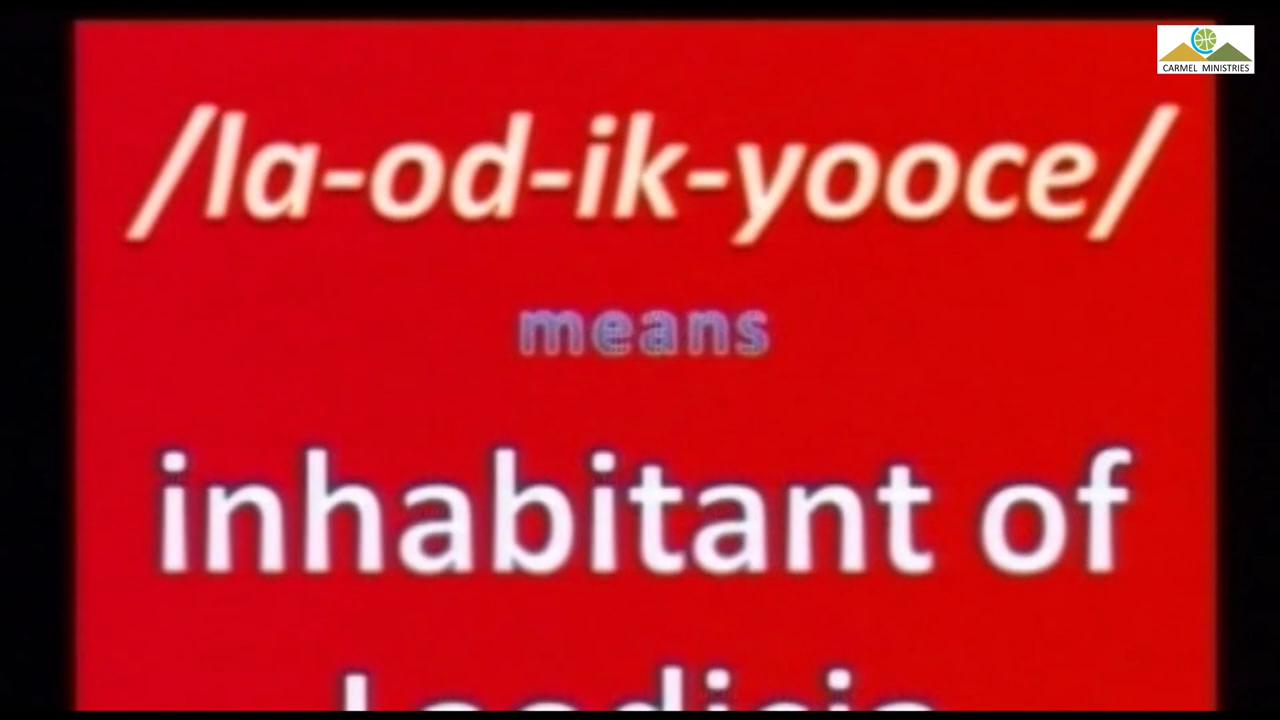 CARMEL MINISTRIES
/la-od-ik-yooce/
means
inhabitant of